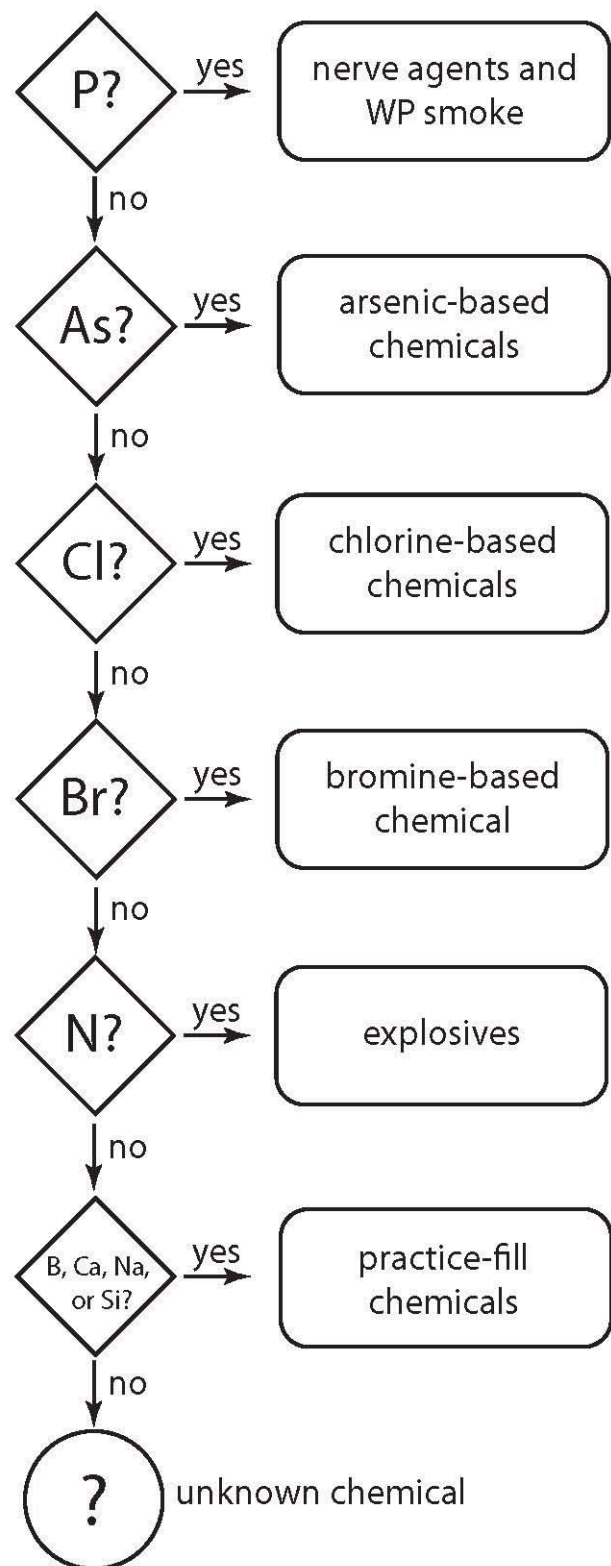 P?
yes
nerve agents and
WP smoke
no
As?
yes
arsenic-based
chemicals
no
Cl?
yes
chlorine-based
chemicals
no
Br?
yes
bromine-based
chemical
no
N?
yes
explosives
no
B, Ca, Na,
or Si?
yes
practice-fill
chemicals
no
?
unknown chemical